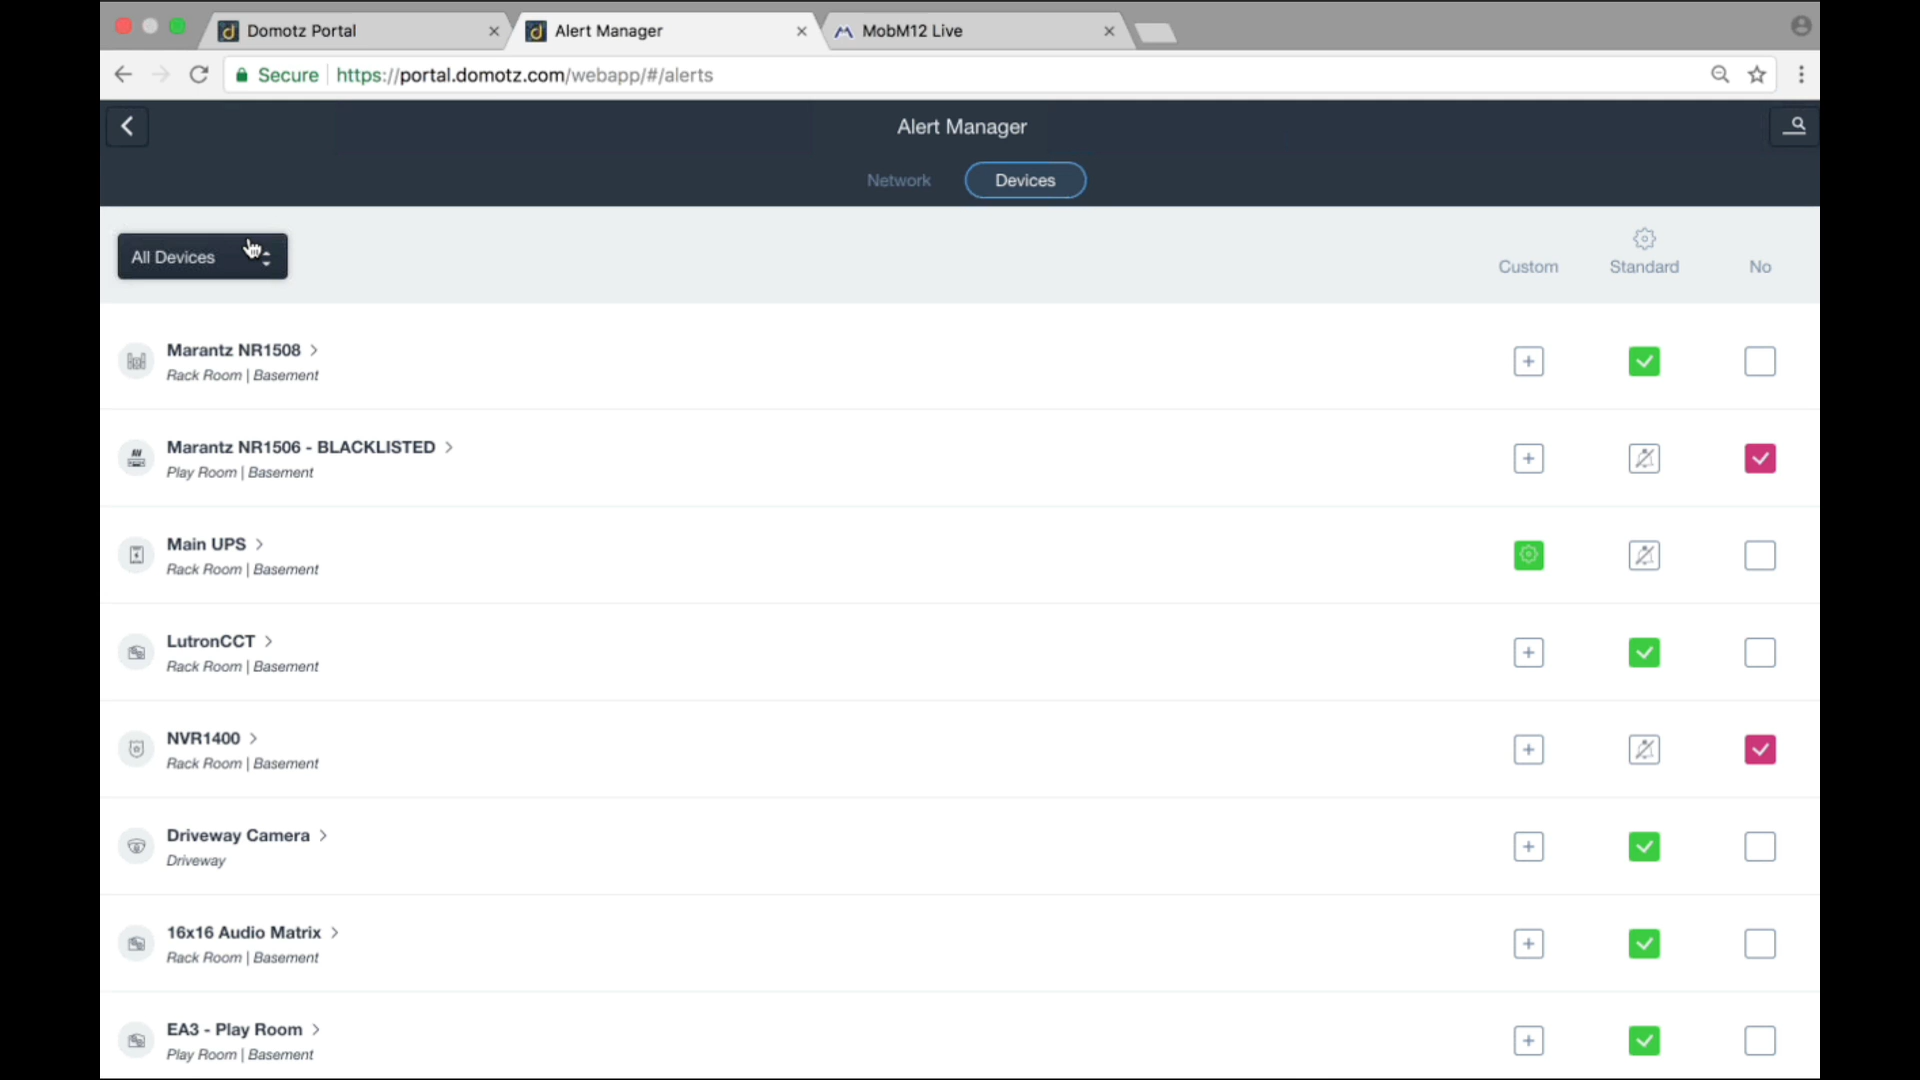 Domotz Portal
Alert Manager
MobM12 Live
Secure
https://portal.domotz.com/webapp/#/alerts
Alert Manager
Network
Devices
All Devices
Custom
Standard
No
Marantz NR1508
Rack Room | Basement
Marantz NR1506 - BLACKLISTED
Play Room | Basement
Main UPS
Rack Room | Basement
LutronCCT
Rack Room | Basement
NVR1400
Rack Room | Basement
Driveway Camera
Driveway
16x16 Audio Matrix
Rack Room | Basement
EA3 - Play Room
Play Room | Basement